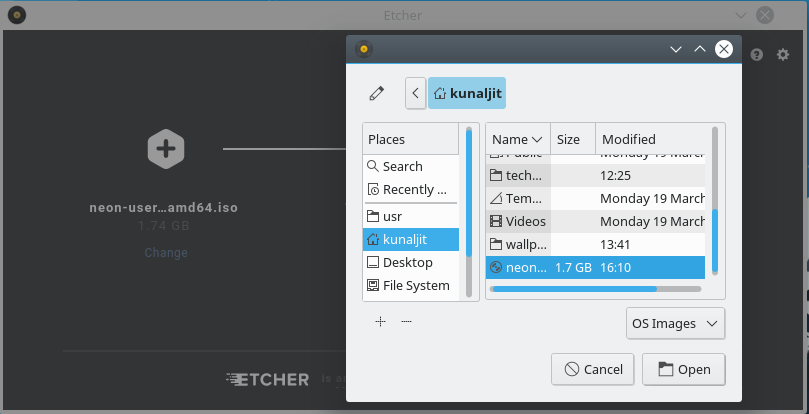 Etcher
neon-user...amd64.iso
1.74 GB
Change
ETCHER is
kunaljit
Places
Search
Recently ...
usr
kunaljit
Desktop
File System
Name Size Modified
Public Monday 19 March
tech... 12:25
Tem... Monday 19 March
Videos Monday 19 March
wallp... 13:41
neon... 1.7 GB 16:10
OS Images
Cancel Open